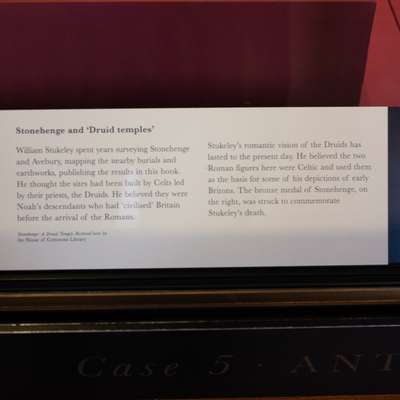 Stonehenge and 'Druid temples'
William Stukeley spent years surveying Stonehenge
and Avebury, mapping the nearby burials and
earthworks, publishing the results in this book.
He thought the sites had been built by Celts led
by their priests, the Druids. He believed they were
Noah's descendants who had 'civilised' Britain
before the arrival of the Romans.
Stonehenge: A Druid Temple
the House of Commons Library
Stukeley's romantic vision of the Druids has
lasted to the present day. He believed the two
Roman figures here were Celtic and used them
as the basis for some of his depictions of early
Britons. The bronze medal of Stonehenge, on
the right, was struck to commemorate
Stukeley's death.
Case 5 · ANT